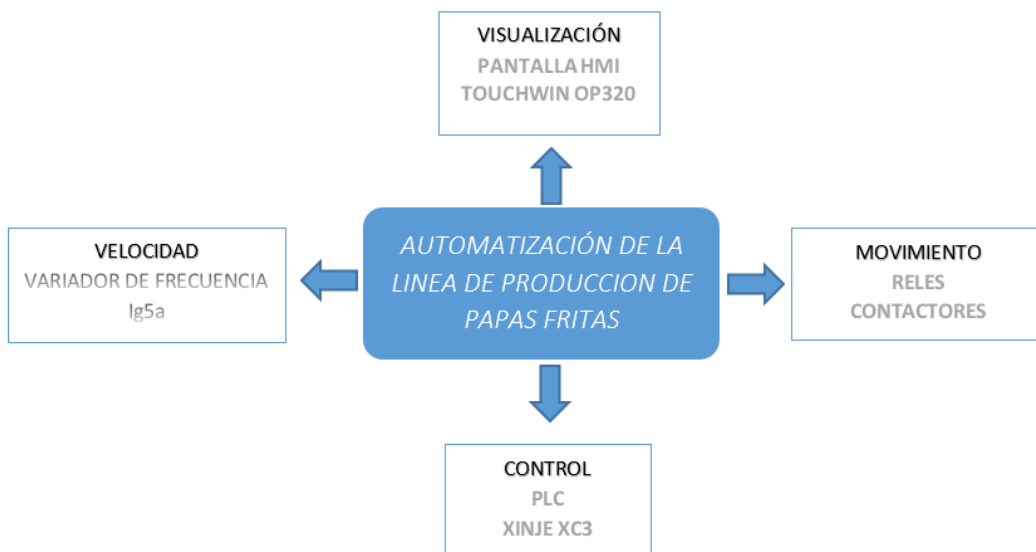 VISUALIZACIÓN
PANTALLA HMI
TOUCHWIN OP320
VELOCIDAD
VARIADOR DE FRECUENCIA
Ig5a
AUTOMATIZACIÓN DE LA
LINEA DE PRODUCCION DE
PAPAS FRITAS
MOVIMIENTO
RELES
CONTACTORES
CONTROL
PLC
XINJE XC3